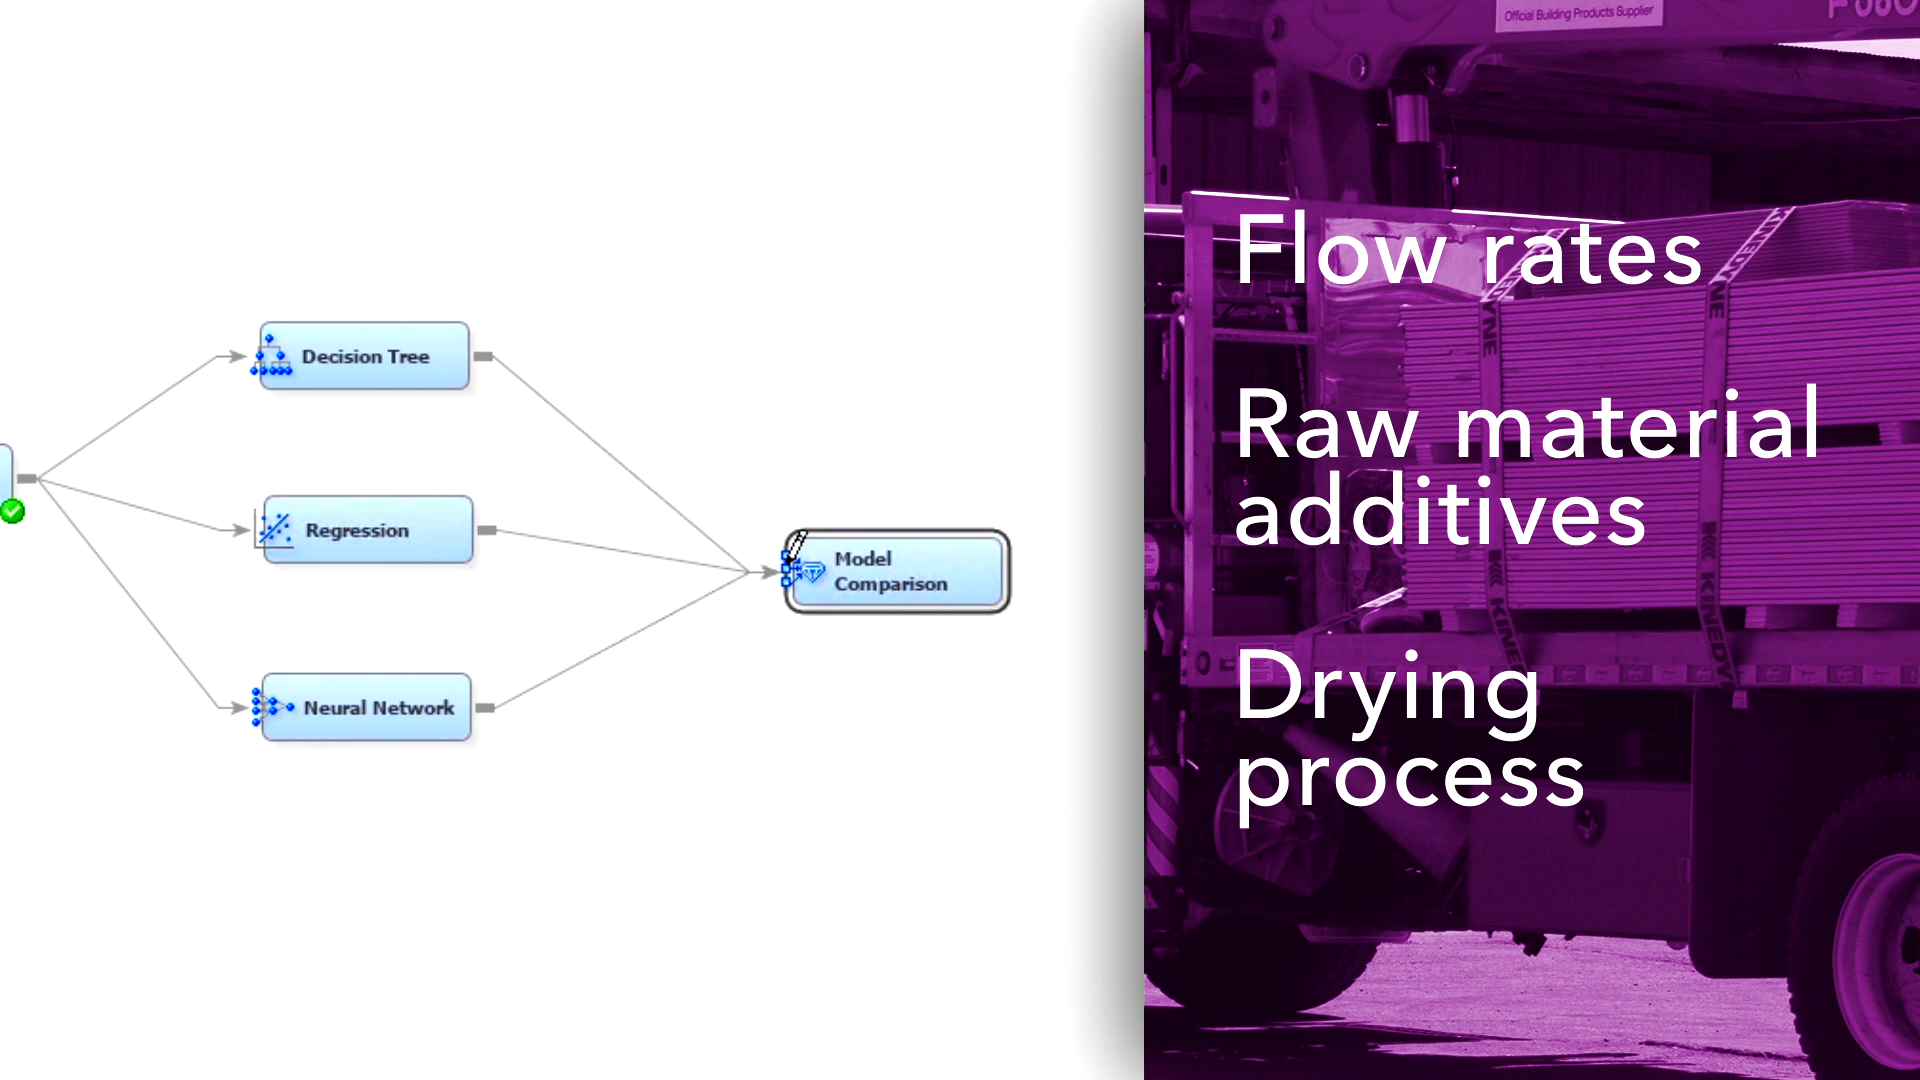 Decision Tree
Regression
Neural Network
Model
Comparison
Official Building Products Supplier
Flow rates
Raw material
additives
Drying
process